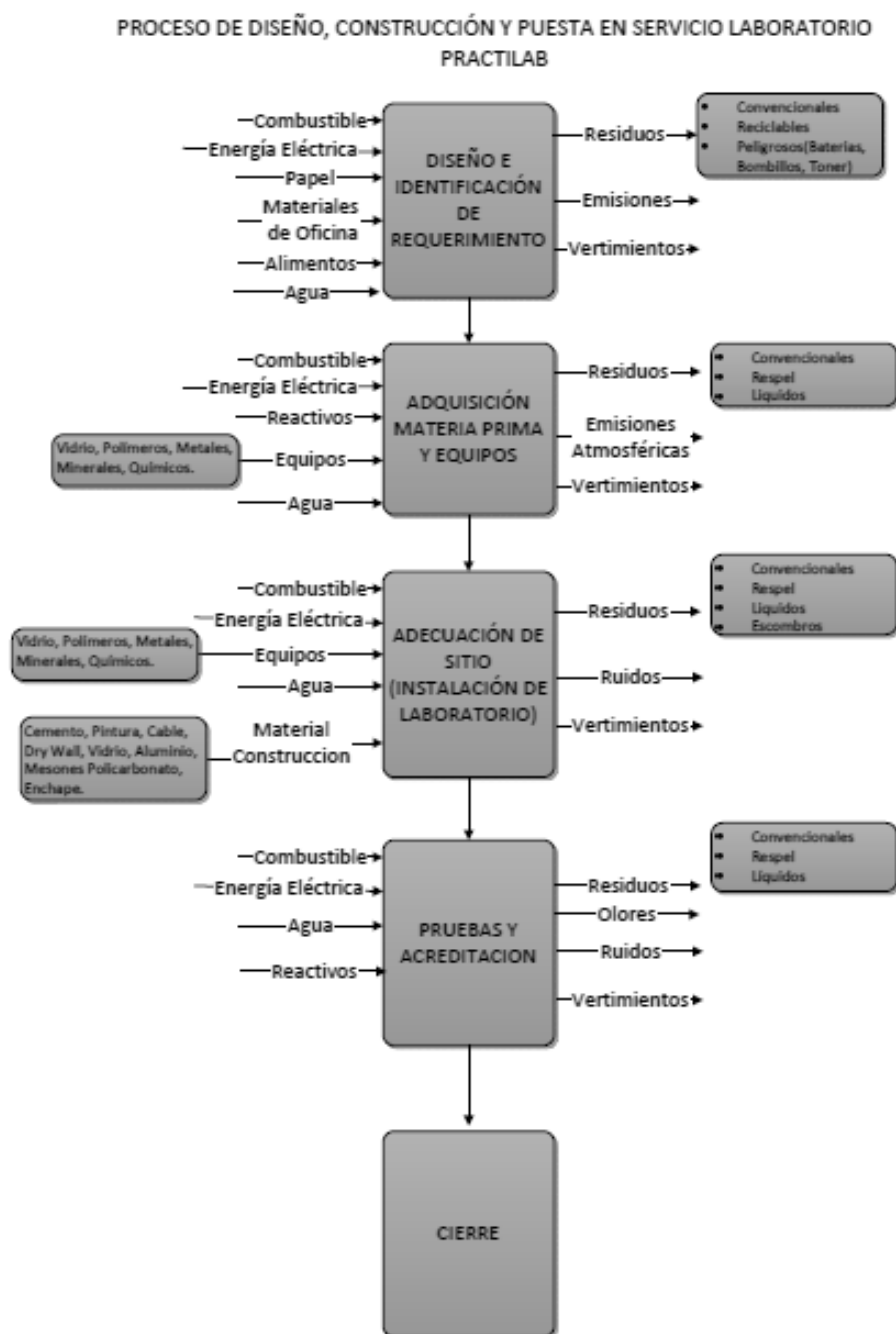 PROCESO DE DISEÑO, CONSTRUCCIÓN Y PUESTA EN SERVICIO LABORATORIO
PRACTILAB
Combustible
Energía Eléctrica
Papel
Materiales
de Oficina
Alimentos
Agua
DISEÑO E
IDENTIFICACIÓN
DE
REQUERIMIENTO
Residuos
Emisiones
Vertimientos
Convencionales
Reciclables
Peligrosos(Baterias,
Bombillos, Toner)
Combustible
Energía Eléctrica
Reactivos
Vidrio, Polímeros, Metales,
Minerales, Químicos.
Equipos
Agua
ADQUISICIÓN
MATERIA PRIMA
Y EQUIPOS
Residuos
Emisiones
Atmosféricas
Vertimientos
Convencionales
Respel
Liquidos
Combustible
Energía Eléctrica
Vidrio, Polímeros, Metales,
Minerales, Químicos.
Equipos
Agua
Cemento, Pintura, Cable,
Dry Wall, Vidrio, Aluminio,
Mesones Policarbonato,
Enchape.
Material
Construccion
ADECUACIÓN DE
SITIO
(INSTALACIÓN DE
LABORATORIO)
Residuos
Ruidos
Vertimientos
Convencionales
Respel
Liquidos
Escombros
Combustible
Energía Eléctrica
Agua
Reactivos
PRUEBAS Y
ACREDITACION
Residuos
Olores
Ruidos
Vertimientos
Convencionales
Respel
Líquidos
CIERRE